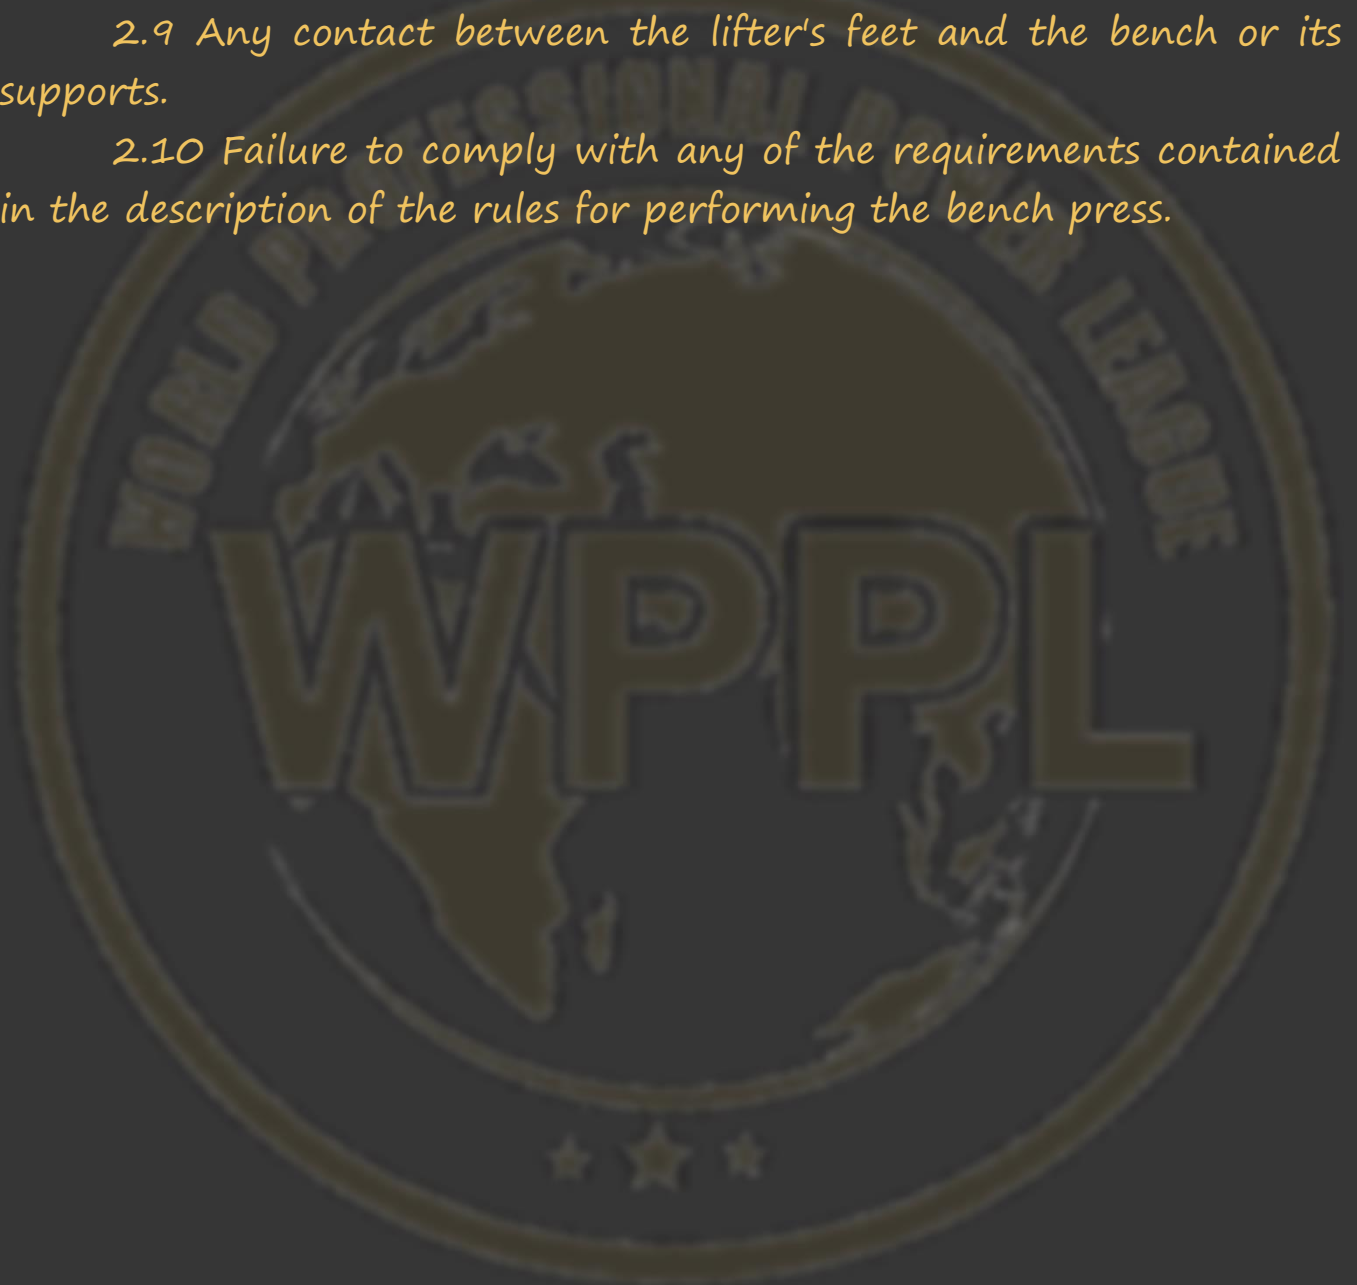 2.9 Any contact between the lifter's feet and the bench or its
supports.
2.10 Failure to comply with any of the requirements contained
in the description of the rules for performing the bench press.
WORLD PROFESSIONAL POWER LEAGUE
WPPL